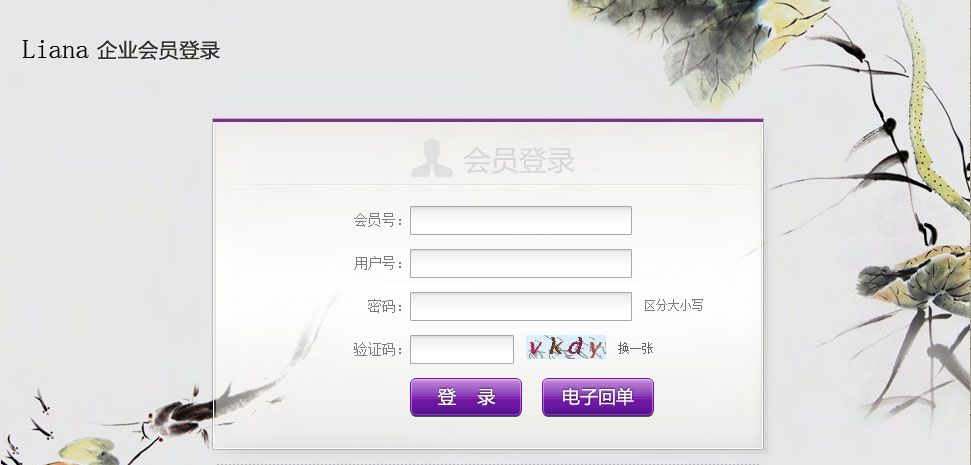 Liana 企业会员登录
会员登录
会员号：
用户号：
密码： 区分大小写
验证码： vkdy 换一张
登 录 电子回单